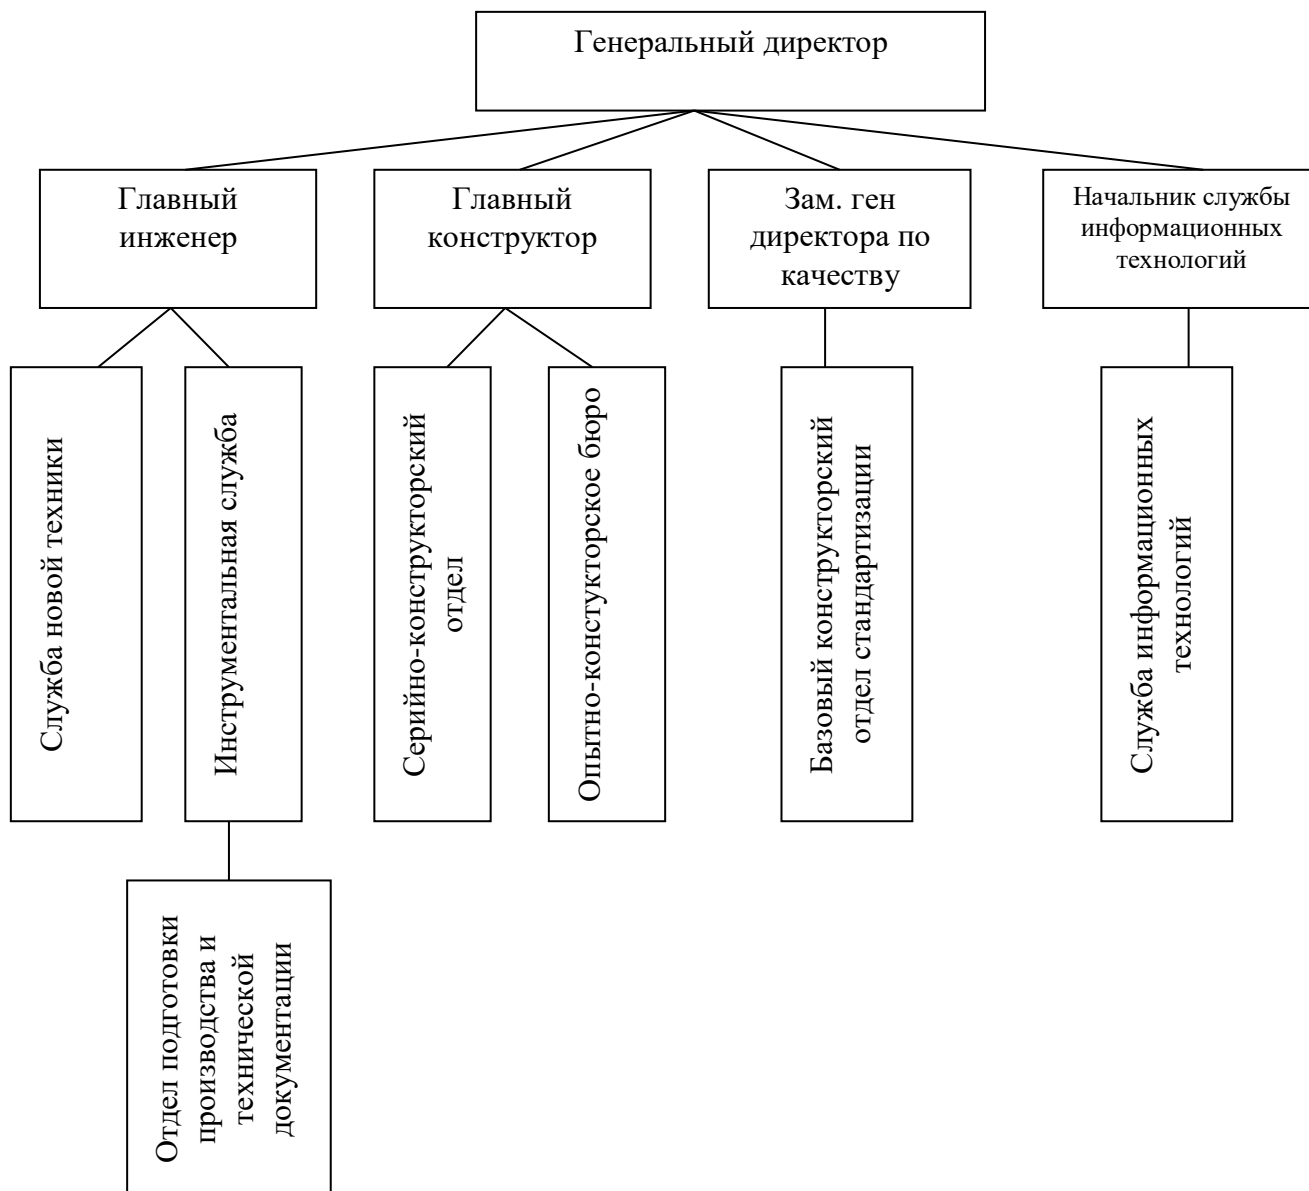 Генеральный директор
Главный
инженер
Главный
конструктор
Зам. ген
директора по
качеству
Начальник службы
информационных
технологий
Служба новой техники
Инструментальная служба
Серийно-конструкторский
отдел
Опытно-констукторское бюро
Базовый конструкторский
отдел стандартизации
Служба информационных
технологий
Отдел подготовки
производства и
технической
документации